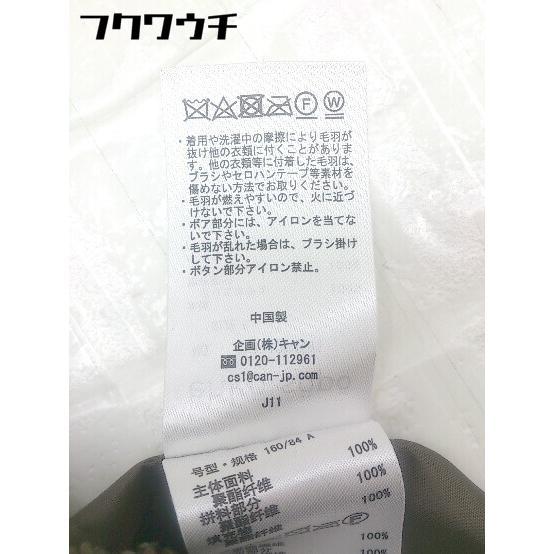 フクワウチ
・着用や洗濯中の摩擦により毛羽が
抜け他の衣類に付くことがありま
す。他の衣類等に付着した毛羽は、
ブラシやセロハンテープ等素材を
傷めない方法でお取りください。
・毛羽が燃えやすいので、火に近づ
けないで下さい。
・ボア部分には、アイロンを当てな
いで下さい。
・毛羽が乱れた場合は、ブラシ掛け
して下さい。
・ボタン部分アイロン禁止。
中国製
企画(株)キャン
0120-112961
cs1@can-jp.com
J11
号型・规格 160/84 A
主体面料 100%
聚酯纤维
拼料部分 100%
聚酯纤维 100%
100%
100%